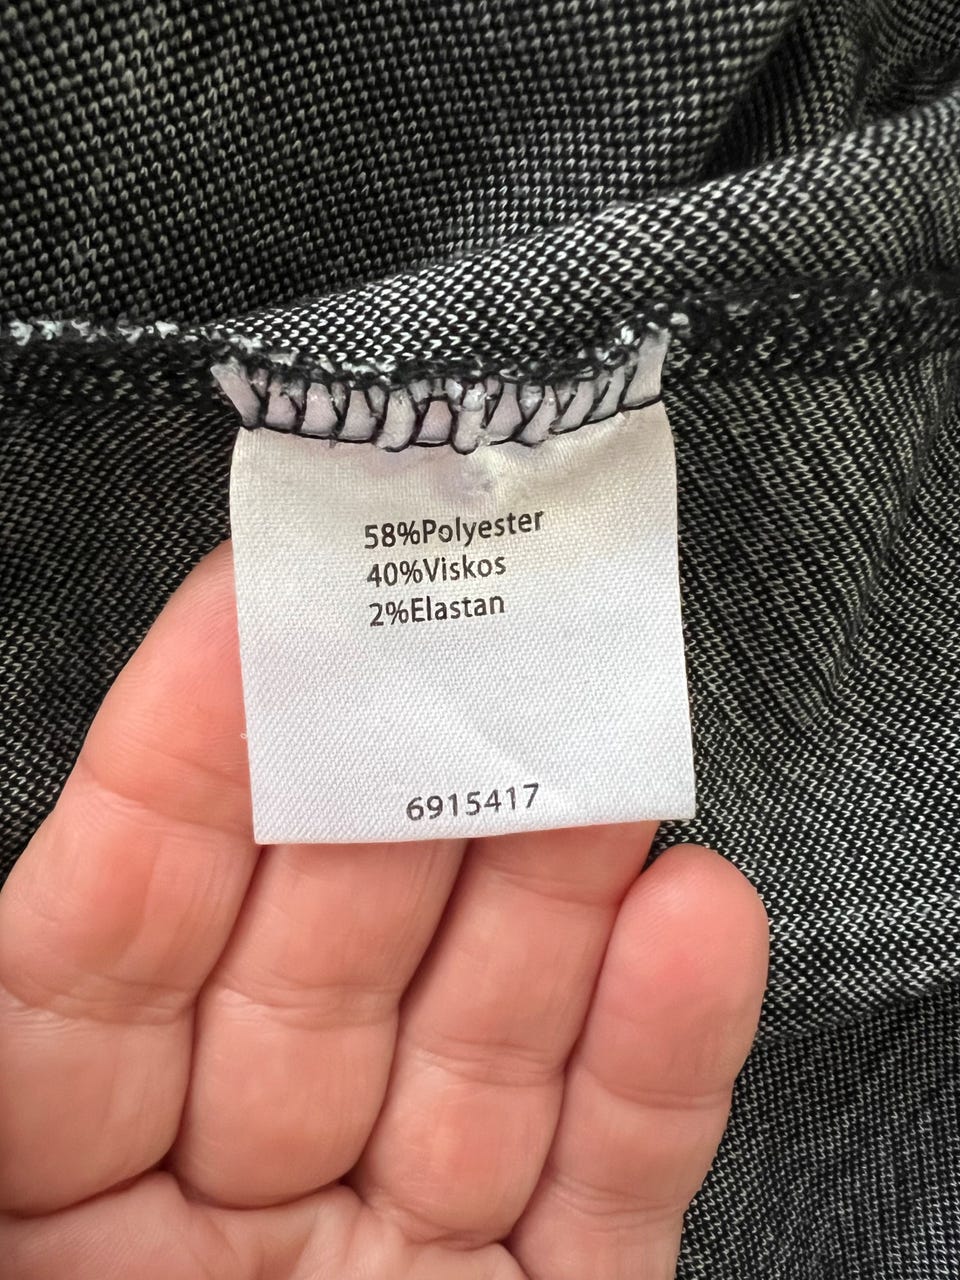 58%Polyester
40%Viskos
2%Elastan
6915417